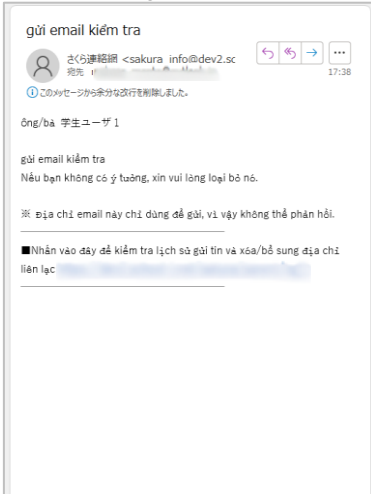 gửi email kiểm tra
さくら連絡網 <sakura_info@dev2.sc
宛先
17:38
このメッセージから余分な改行を削除しました。
ông/bà 学生ユーザ 1
gửi email kiểm tra
Nếu bạn không có ý tưởng, xin vui lòng loại bỏ nó.
※ Địa chỉ email này chỉ dùng để gửi, vì vậy không thể phản hồi.
■Nhấn vào đây để kiểm tra lịch sử gửi tin và xóa/bổ sung địa chỉ
liên lạc